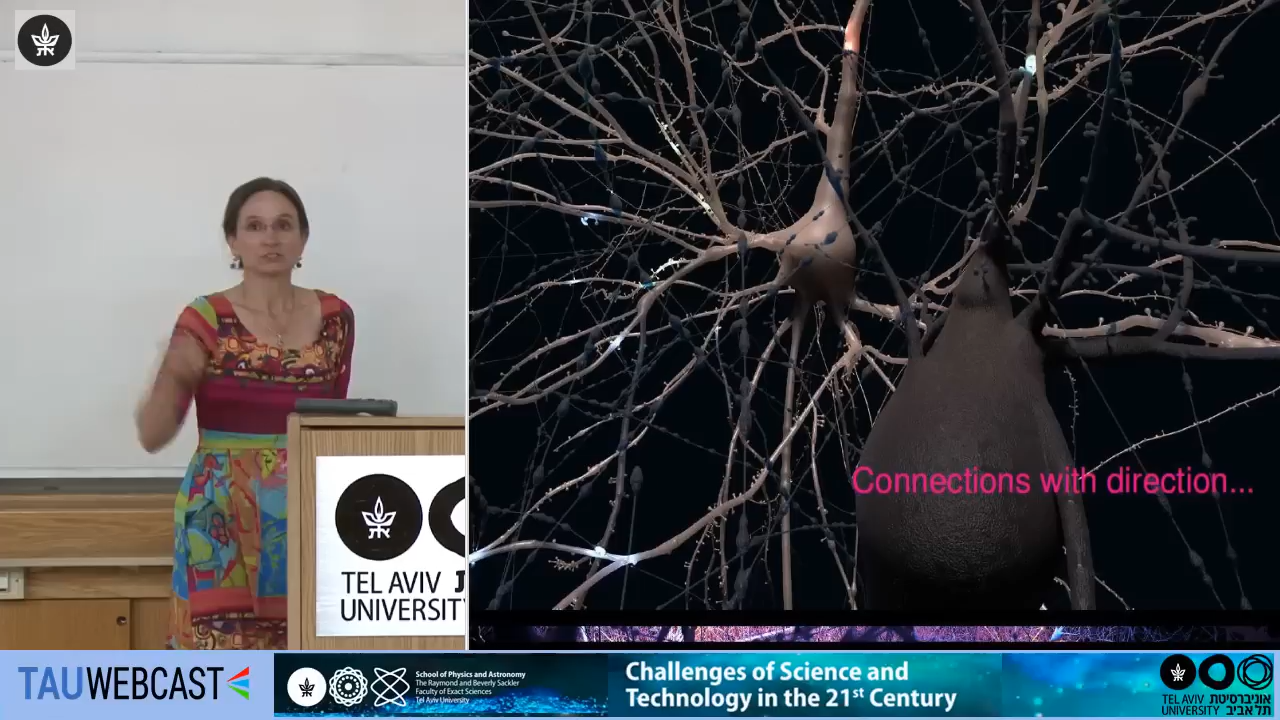 Connections with direction...
TEL AVIV
UNIVERSITY
TAUWEBCAST
School of Physics and Astronomy
The Raymond and Beverly Sackler
Faculty of Exact Sciences
Tel Aviv University
Challenges of Science and
Technology in the 21st Century
TEL AVIV אוניברסיטת
UNIVERSITY תל אביב